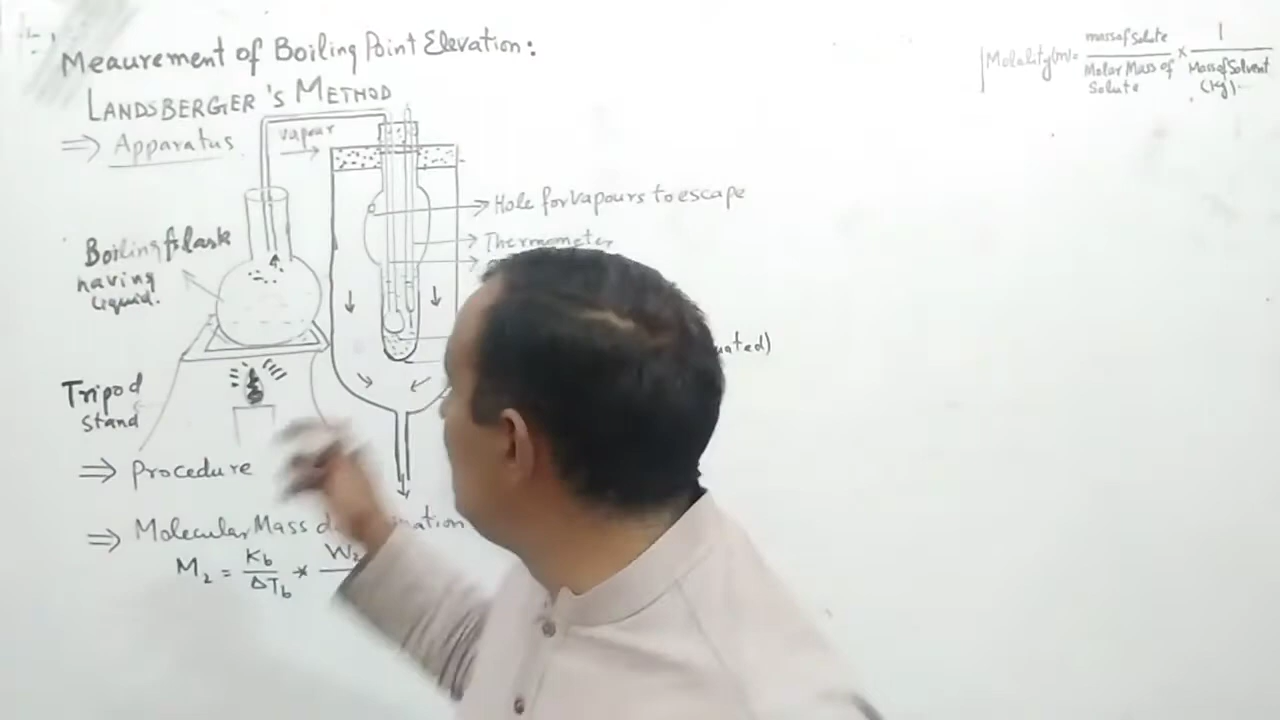 Meaurement of Boiling Point Elevation:
LANDSBERGER'S METHOD
⇒ Apparatus
vapour
Hole for vapours to escape
Thermometer
Boiling flask
having
liquid.
Tripod
stand
⇒ Procedure
⇒ Molecular Mass
M₂ = Kb/ΔTb * W₂
Molality(m) = mass of solute/Molar Mass of Solute × 1/Mass of Solvent (Kg)